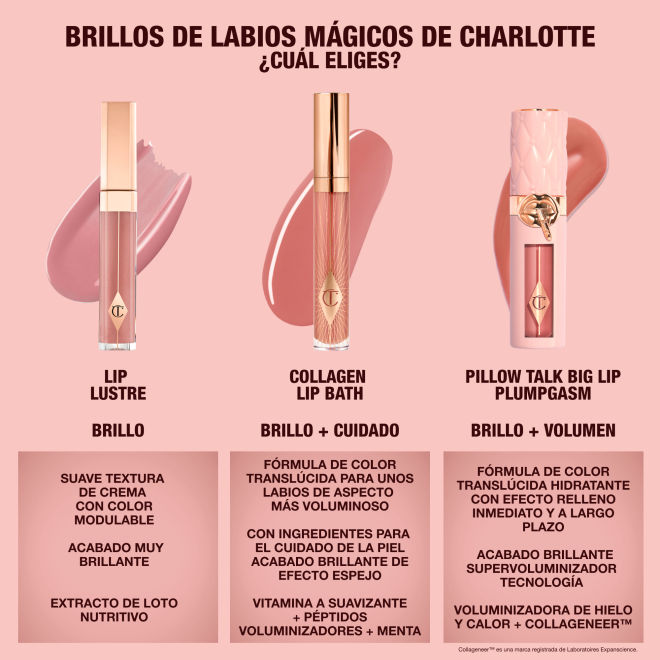 BRILLOS DE LABIOS MÁGICOS DE CHARLOTTE
¿CUÁL ELIGES?
CT
CT
CT
LIP
LUSTRE
BRILLO
SUAVE TEXTURA
DE CREMA
CON COLOR
MODULABLE
ACABADO MUY
BRILLANTE
EXTRACTO DE LOTO
NUTRITIVO
COLLAGEN
LIP BATH
BRILLO + CUIDADO
FÓRMULA DE COLOR
TRANSLÚCIDA PARA UNOS
LABIOS DE ASPECTO
MÁS VOLUMINOSO
CON INGREDIENTES PARA
EL CUIDADO DE LA PIEL
ACABADO BRILLANTE DE
EFECTO ESPEJO
VITAMINA A SUAVIZANTE
+ PÉPTIDOS
VOLUMINIZADORES + MENTA
PILLOW TALK BIG LIP
PLUMPGASM
BRILLO + VOLUMEN
FÓRMULA DE COLOR
TRANSLÚCIDA HIDRATANTE
CON EFECTO RELLENO
INMEDIATO Y A LARGO
PLAZO
ACABADO BRILLANTE
SUPERVOLUMINIZADOR
TECNOLOGÍA
VOLUMINIZADORA DE HIELO
Y CALOR + COLLAGENEER™
Collageneer™ es una marca registrada de Laboratoires Expanscience.